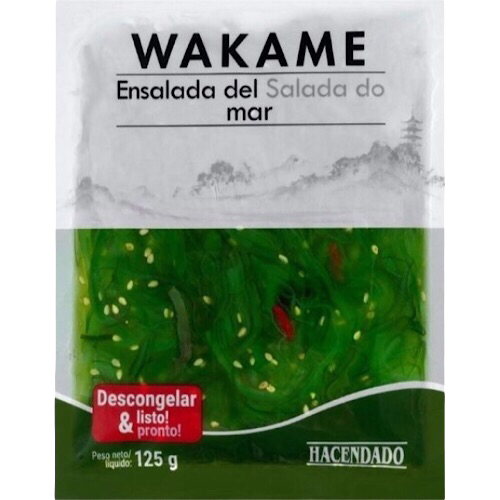 WAKAME
Ensalada del Salada do
mar
Descongelar
& listo!
pronto!
Peso neto/
líquido: 125 g
HACENDADO